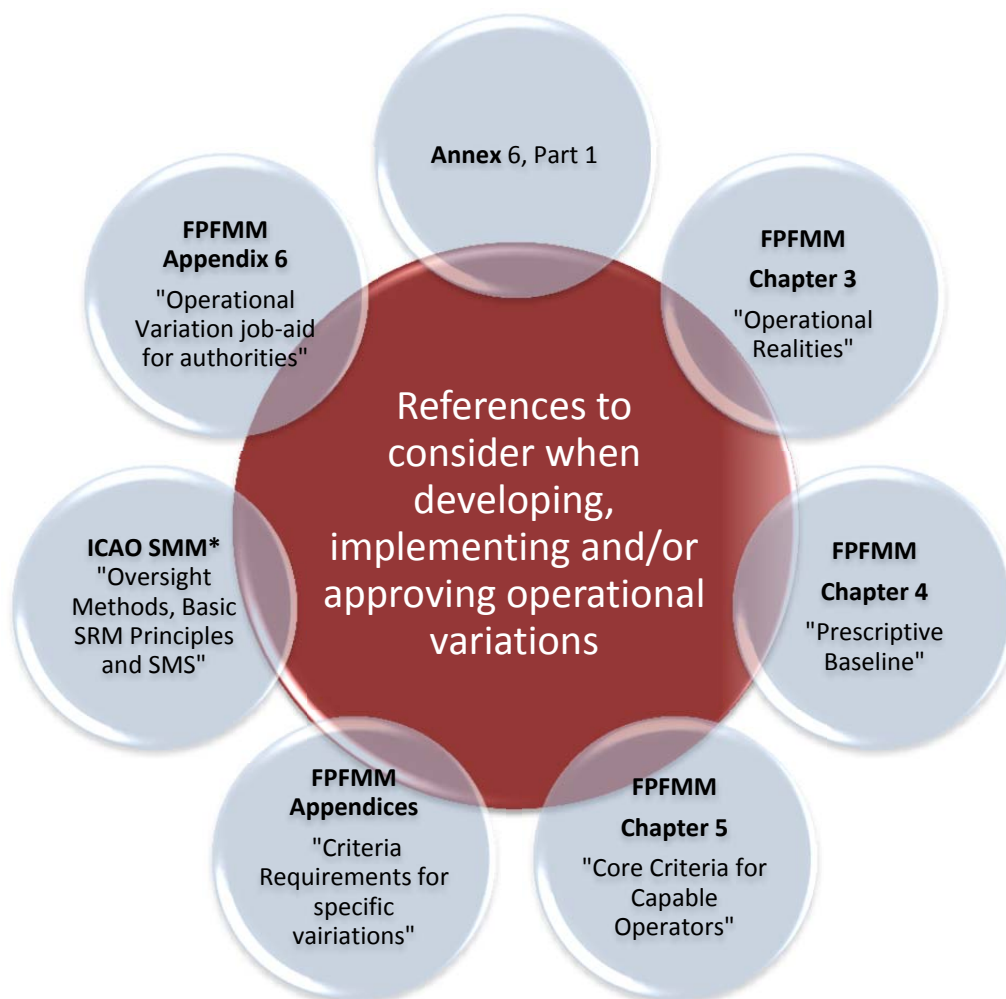 Annex 6, Part 1
FPFMM
Chapter 3
"Operational
Realities"
FPFMM
Chapter 4
"Prescriptive
Baseline"
FPFMM
Chapter 5
"Core Criteria for
Capable
Operators"
FPFMM
Appendices
"Criteria
Requirements for
specific
vairiations"
ICAO SMM*
"Oversight
Methods, Basic
SRM Principles
and SMS"
FPFMM
Appendix 6
"Operational
Variation job-aid
for authorities"
References to
consider when
developing,
implementing and/or
approving operational
variations